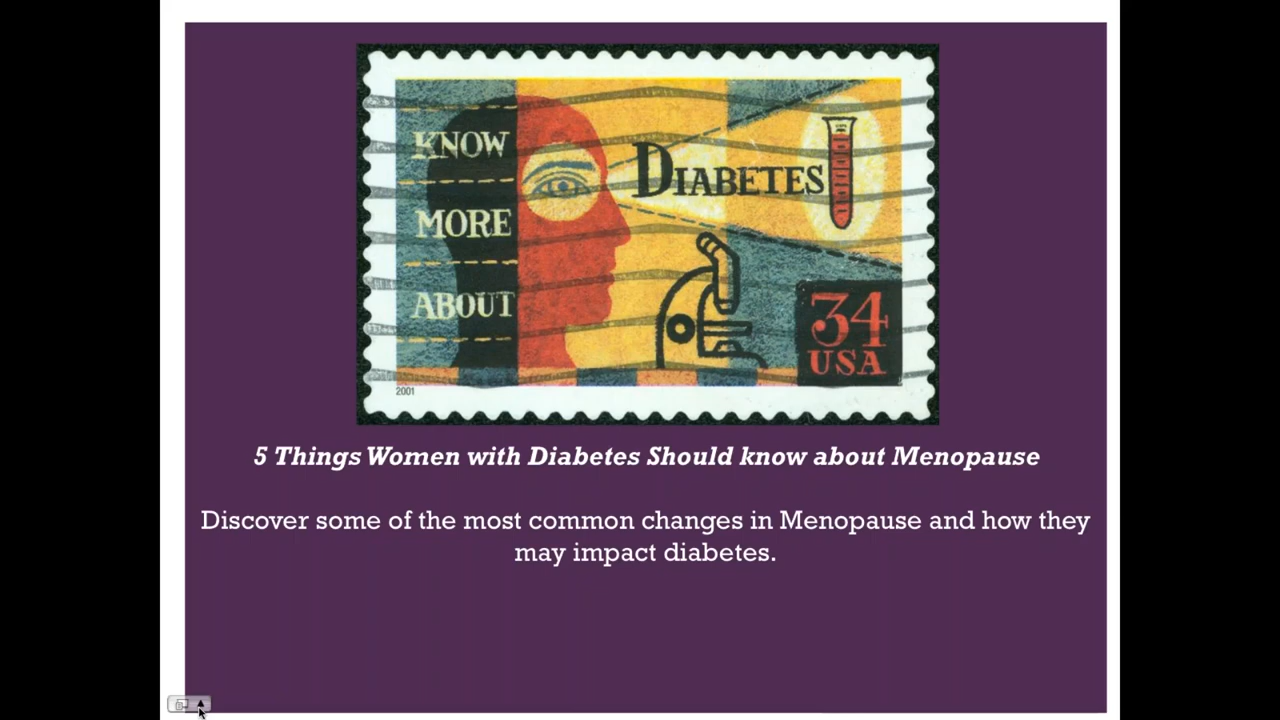 KNOW
MORE
ABOUT
DIABETES
34
USA
2001
5 Things Women with Diabetes Should know about Menopause
Discover some of the most common changes in Menopause and how they
may impact diabetes.